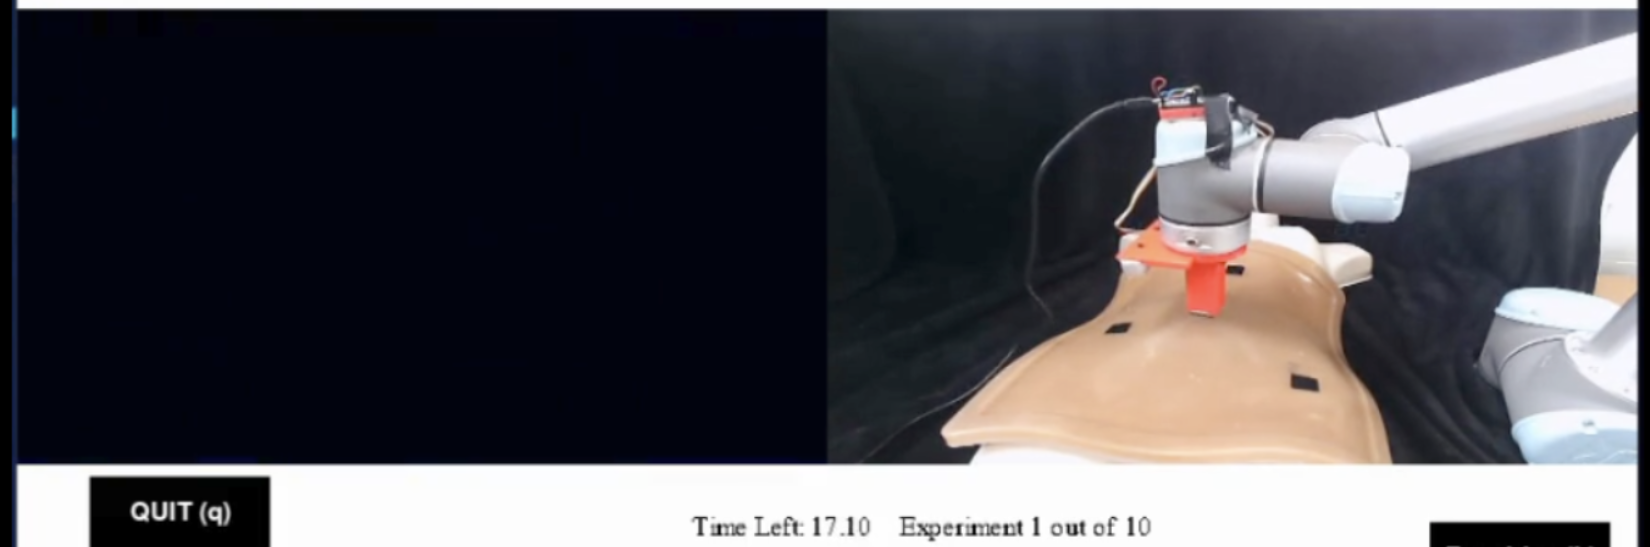 QUIT (q)
Time Left: 17.10 Experiment 1 out of 10